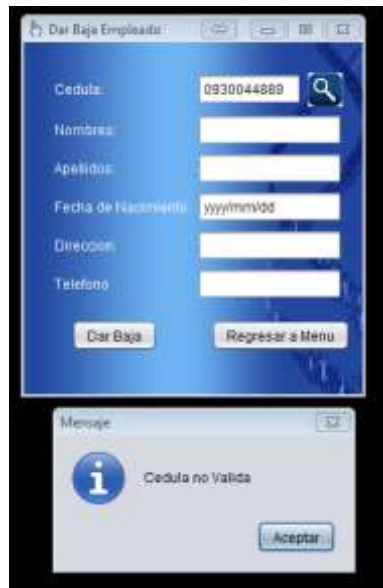 Dar Baja Empleado
Cedula:
0930044889
Nombres:
Apellidos:
Fecha de Nacimiento
yyyy/mm/dd
Direccion:
Telefono
Dar Baja
Regresar a Menu
Mensaje
Cedula no Valida
Aceptar